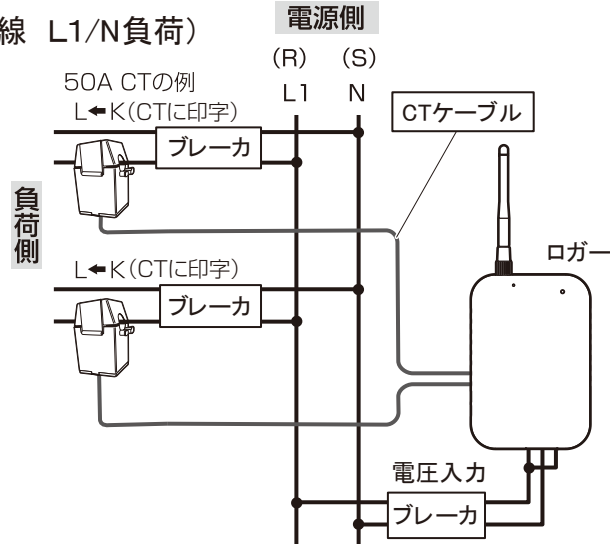 線 L1/N負荷)
電源側
(R) (S)
L1 N
50A CTの例
L←K(CTに印字)
ブレーカ
CTケーブル
負荷側
ロガー
L←K(CTに印字)
ブレーカ
電圧入力
ブレーカ